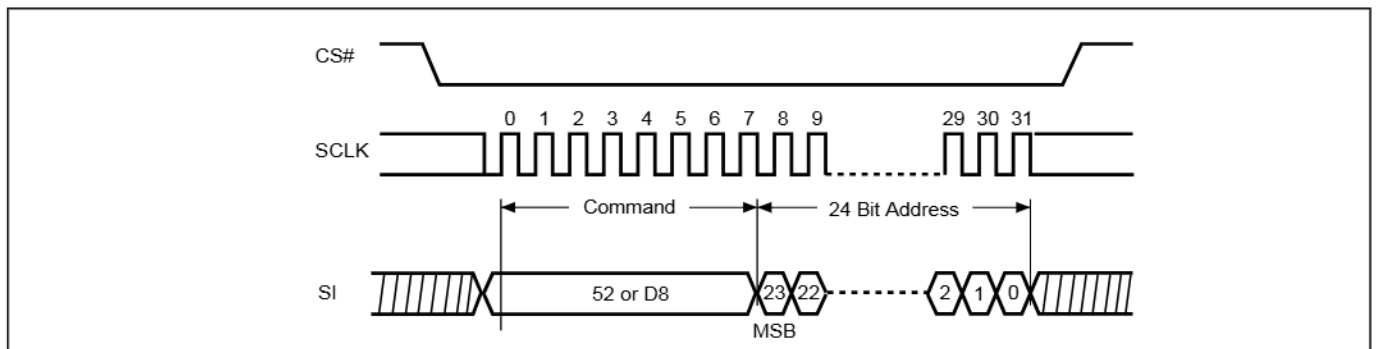 CS#
0 1 2 3 4 5 6 7 8 9 29 30 31
SCLK
Command 24 Bit Address
SI 52 or D8 23 22 2 1 0
MSB